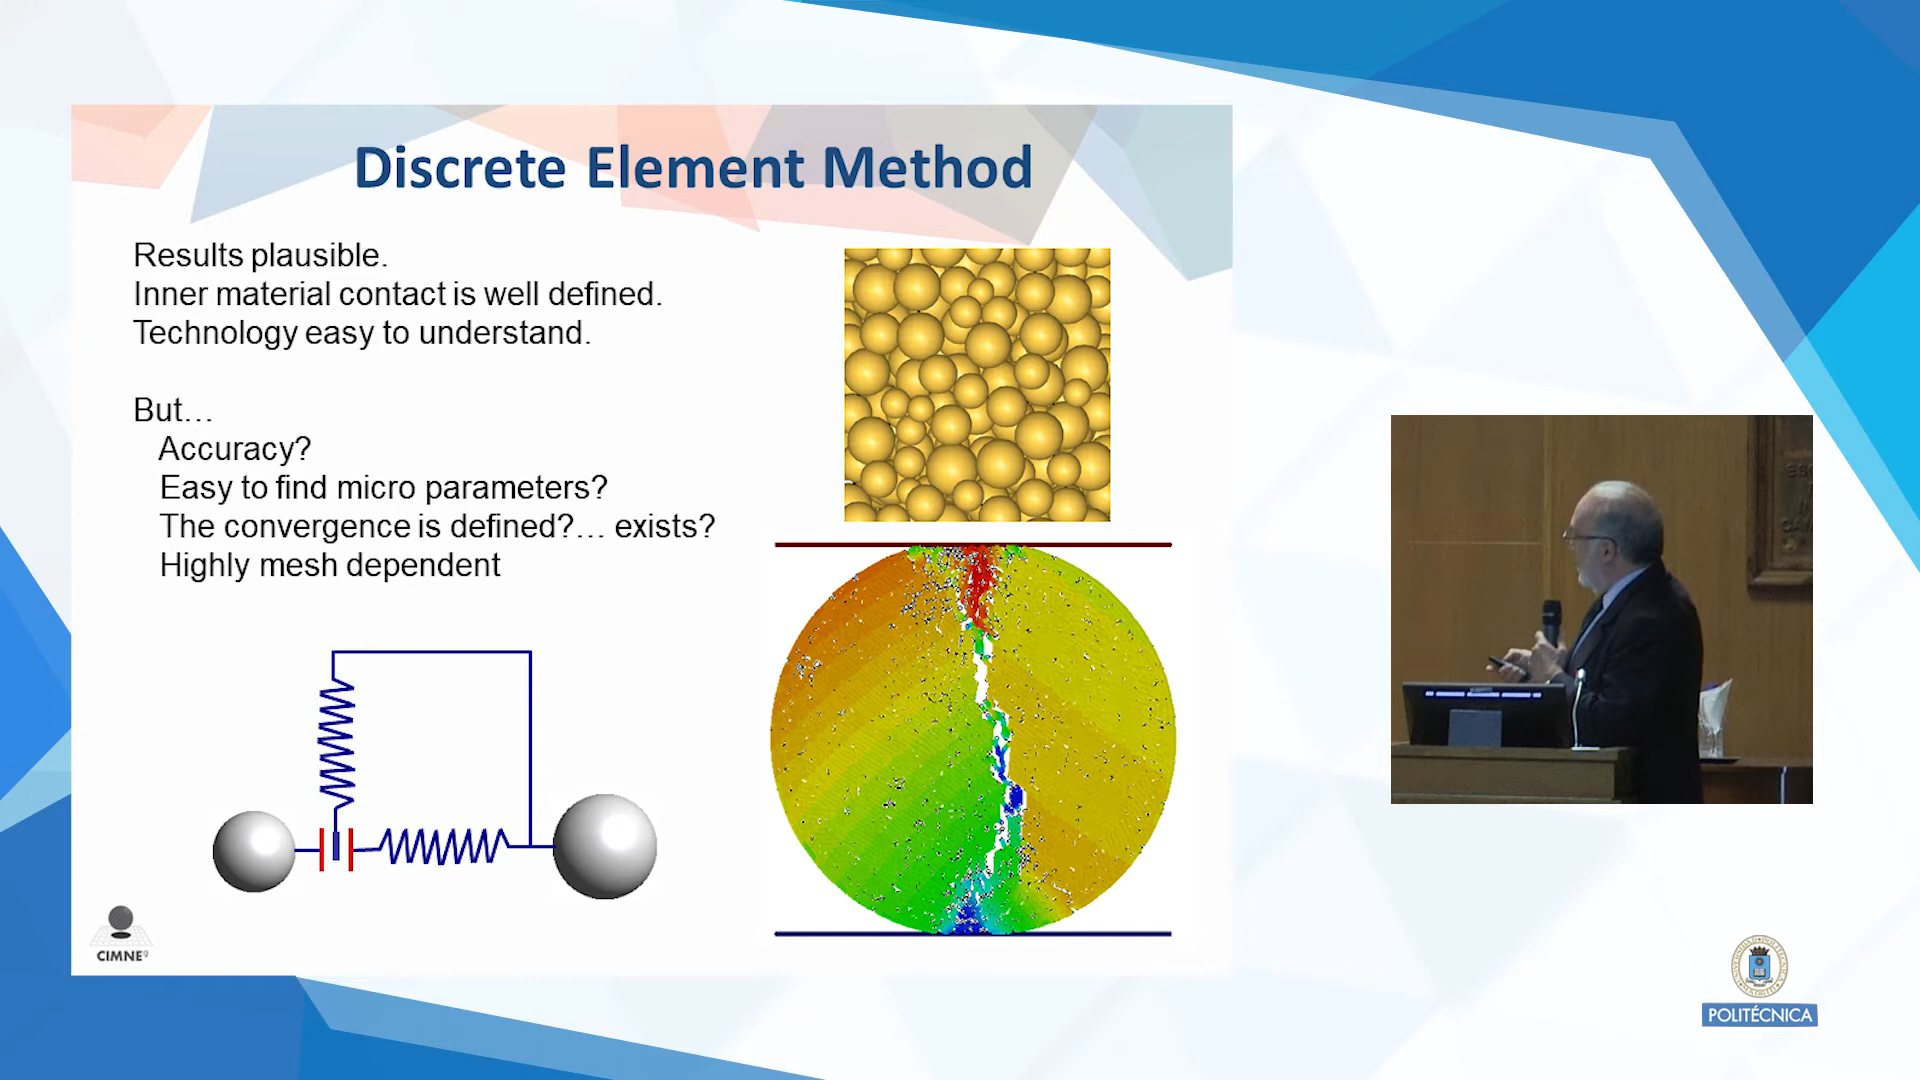 Discrete Element Method
Results plausible.
Inner material contact is well defined.
Technology easy to understand.
But…
Accuracy?
Easy to find micro parameters?
The convergence is defined?… exists?
Highly mesh dependent
CIMNE
POLITÉCNICA